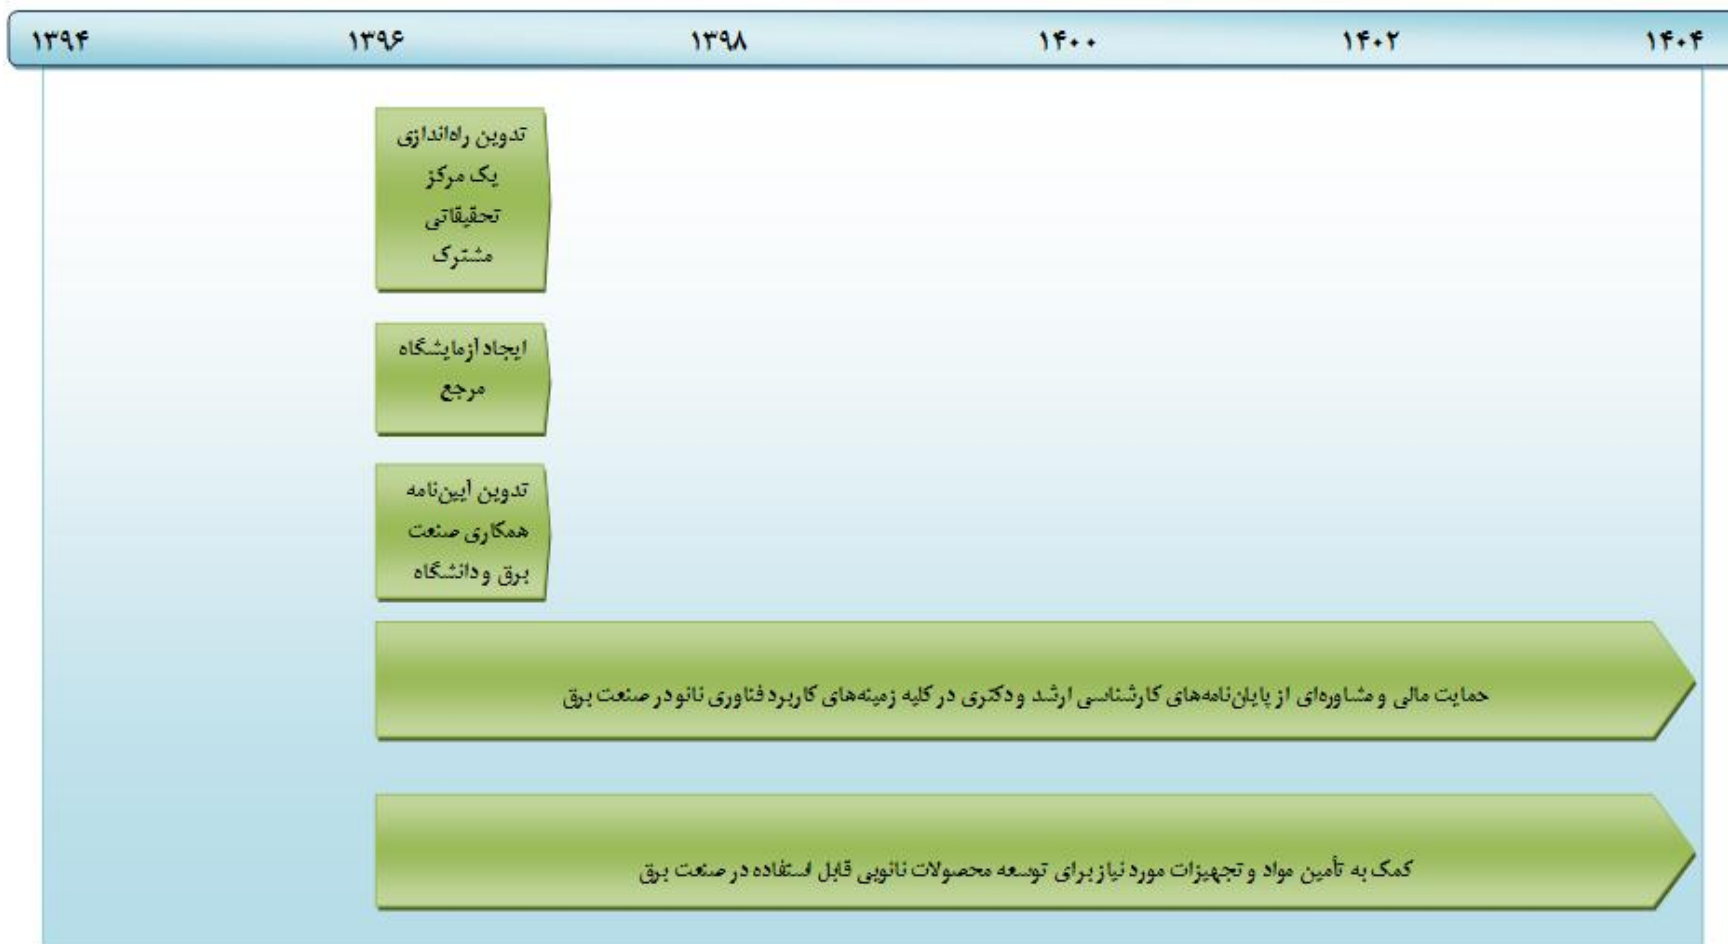 ۱۳۹۴ ۱۳۹۶ ۱۳۹۸ ۱۴۰۰ ۱۴۰۲ ۱۴۰۴
تدوین راه‌اندازی
یک مرکز
تحقیقاتی
مشترک
ایجاد آزمایشگاه
مرجع
تدوین آیین‌نامه
همکاری صنعت
برق و دانشگاه
حمایت مالی و مشاوره‌ای از پایان‌نامه‌های کارشناسی ارشد و دکتری در کلیه زمینه‌های کاربرد فناوری نانو در صنعت برق
کمک به تأمین مواد و تجهیزات مورد نیاز برای توسعه محصولات نانویی قابل استفاده در صنعت برق